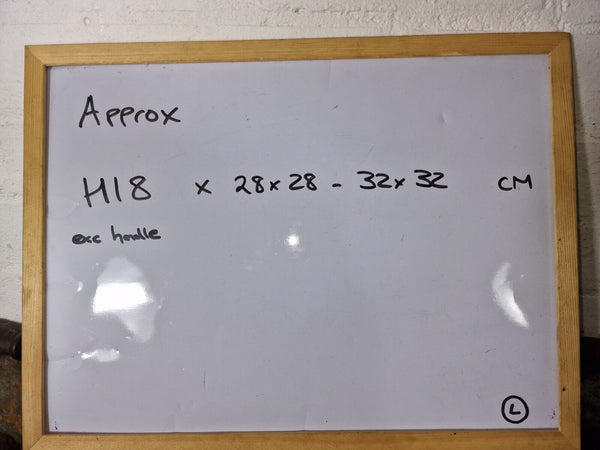 Approx
H18 x 28x28 - 32x32 CM
exc handle
L